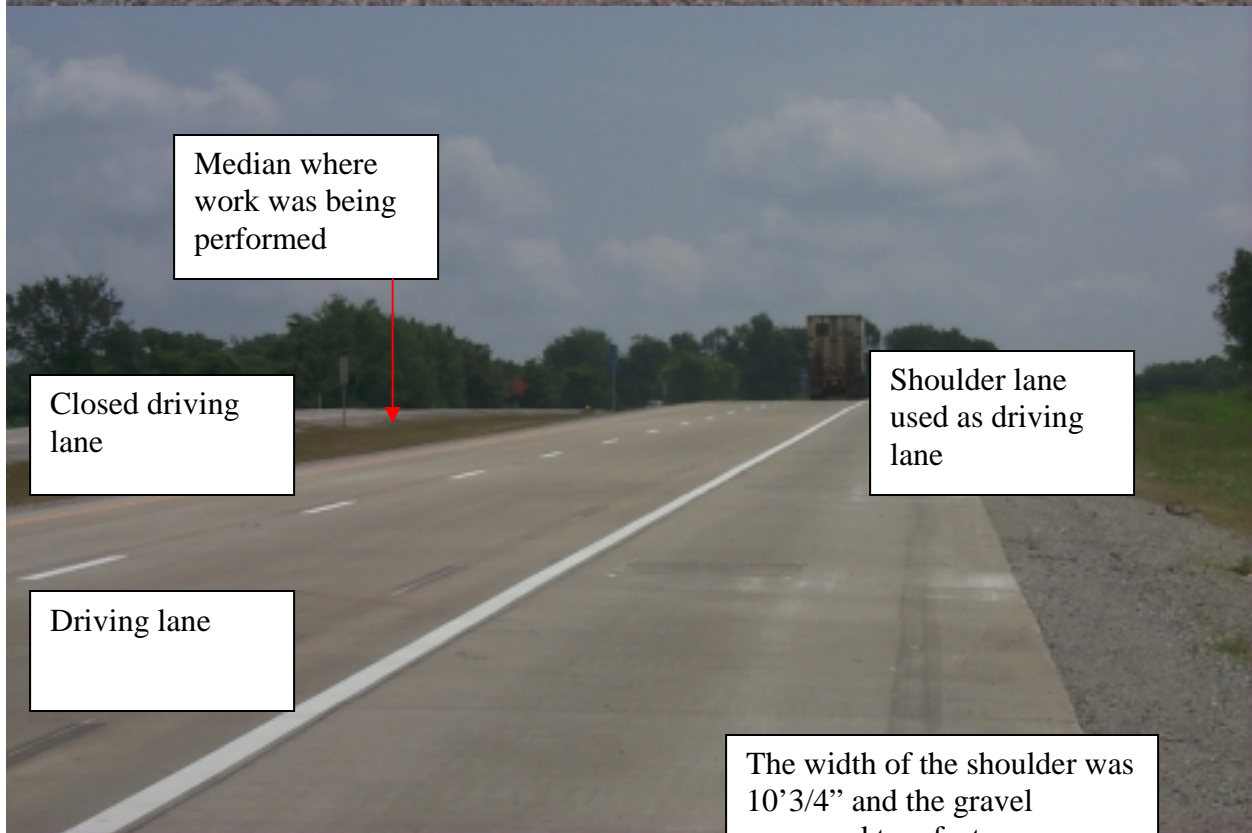 Median where
work was being
performed
Closed driving
lane
Shoulder lane
used as driving
lane
Driving lane
The width of the shoulder was
10’3/4” and the gravel